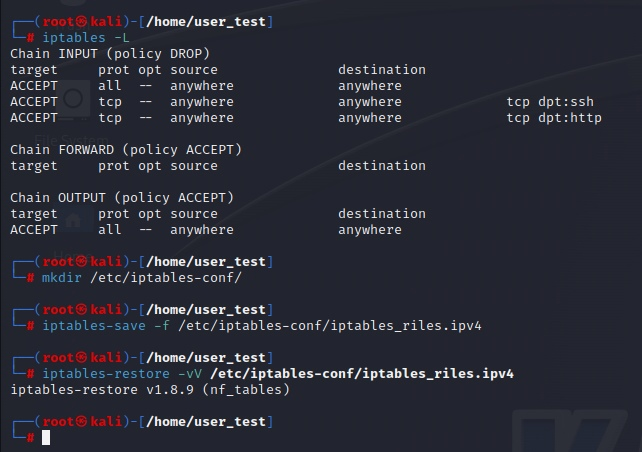 ┌──(root㉿kali)-[/home/user_test]
└─# iptables -L
Chain INPUT (policy DROP)
target     prot opt source               destination
ACCEPT     all  --  anywhere             anywhere
ACCEPT     tcp  --  anywhere             anywhere             tcp dpt:ssh
ACCEPT     tcp  --  anywhere             anywhere             tcp dpt:http
Chain FORWARD (policy ACCEPT)
target     prot opt source               destination
Chain OUTPUT (policy ACCEPT)
target     prot opt source               destination
ACCEPT     all  --  anywhere             anywhere
┌──(root㉿kali)-[/home/user_test]
└─# mkdir /etc/iptables-conf/
┌──(root㉿kali)-[/home/user_test]
└─# iptables-save -f /etc/iptables-conf/iptables_riles.ipv4
┌──(root㉿kali)-[/home/user_test]
└─# iptables-restore -vV /etc/iptables-conf/iptables_riles.ipv4
iptables-restore v1.8.9 (nf_tables)
┌──(root㉿kali)-[/home/user_test]
└─#